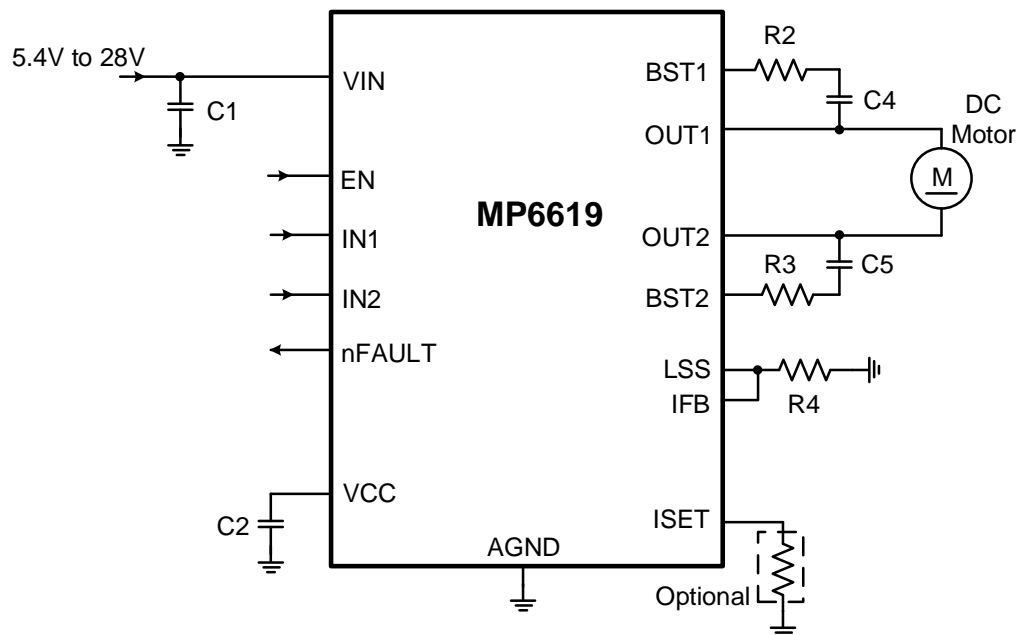 5.4V to 28V
C1
VIN
EN
IN1
IN2
nFAULT
VCC
C2
AGND
MP6619
BST1
OUT1
OUT2
BST2
LSS
IFB
ISET
R2
C4
DC
Motor
M
C5
R3
R4
Optional